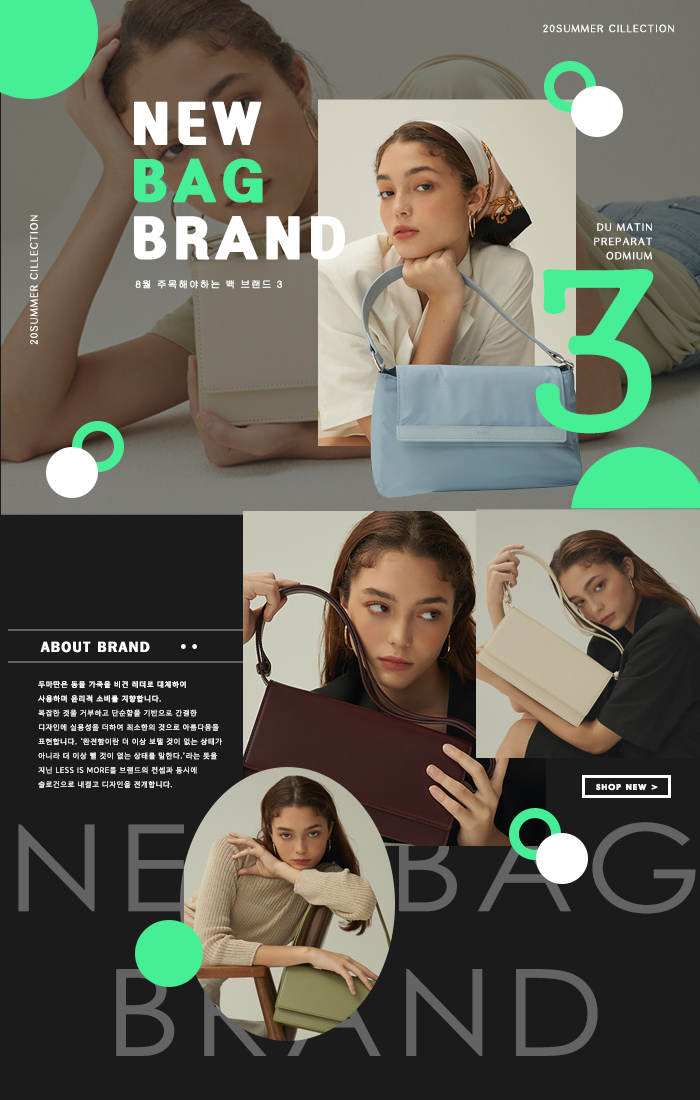 20SUMMER CILLECTION
NEW
BAG
BRAND
8월 주목해야하는 백 브랜드 3
20SUMMER CILLECTION
DU MATIN
PREPARAT
ODMIUM
3
ABOUT BRAND
두마만은 동물 가죽을 비건 레더로 대체하여
사용하며 윤리적 소비를 지향합니다.
복잡한 것을 거부하고 단순함을 기반으로 간결한
디자인에 실용성을 더하여 최소한의 것으로 아름다움을
표현합니다. '완전함이란 더 이상 보탤 것이 없는 상태가
아니라 더 이상 뺄 것이 없는 상태를 말한다.'라는 뜻을
지닌 LESS IS MORE를 브랜드의 컨셉과 동시에
슬로건으로 내걸고 디자인을 전개합니다.
SHOP NEW >
NEW BAG
BRAND